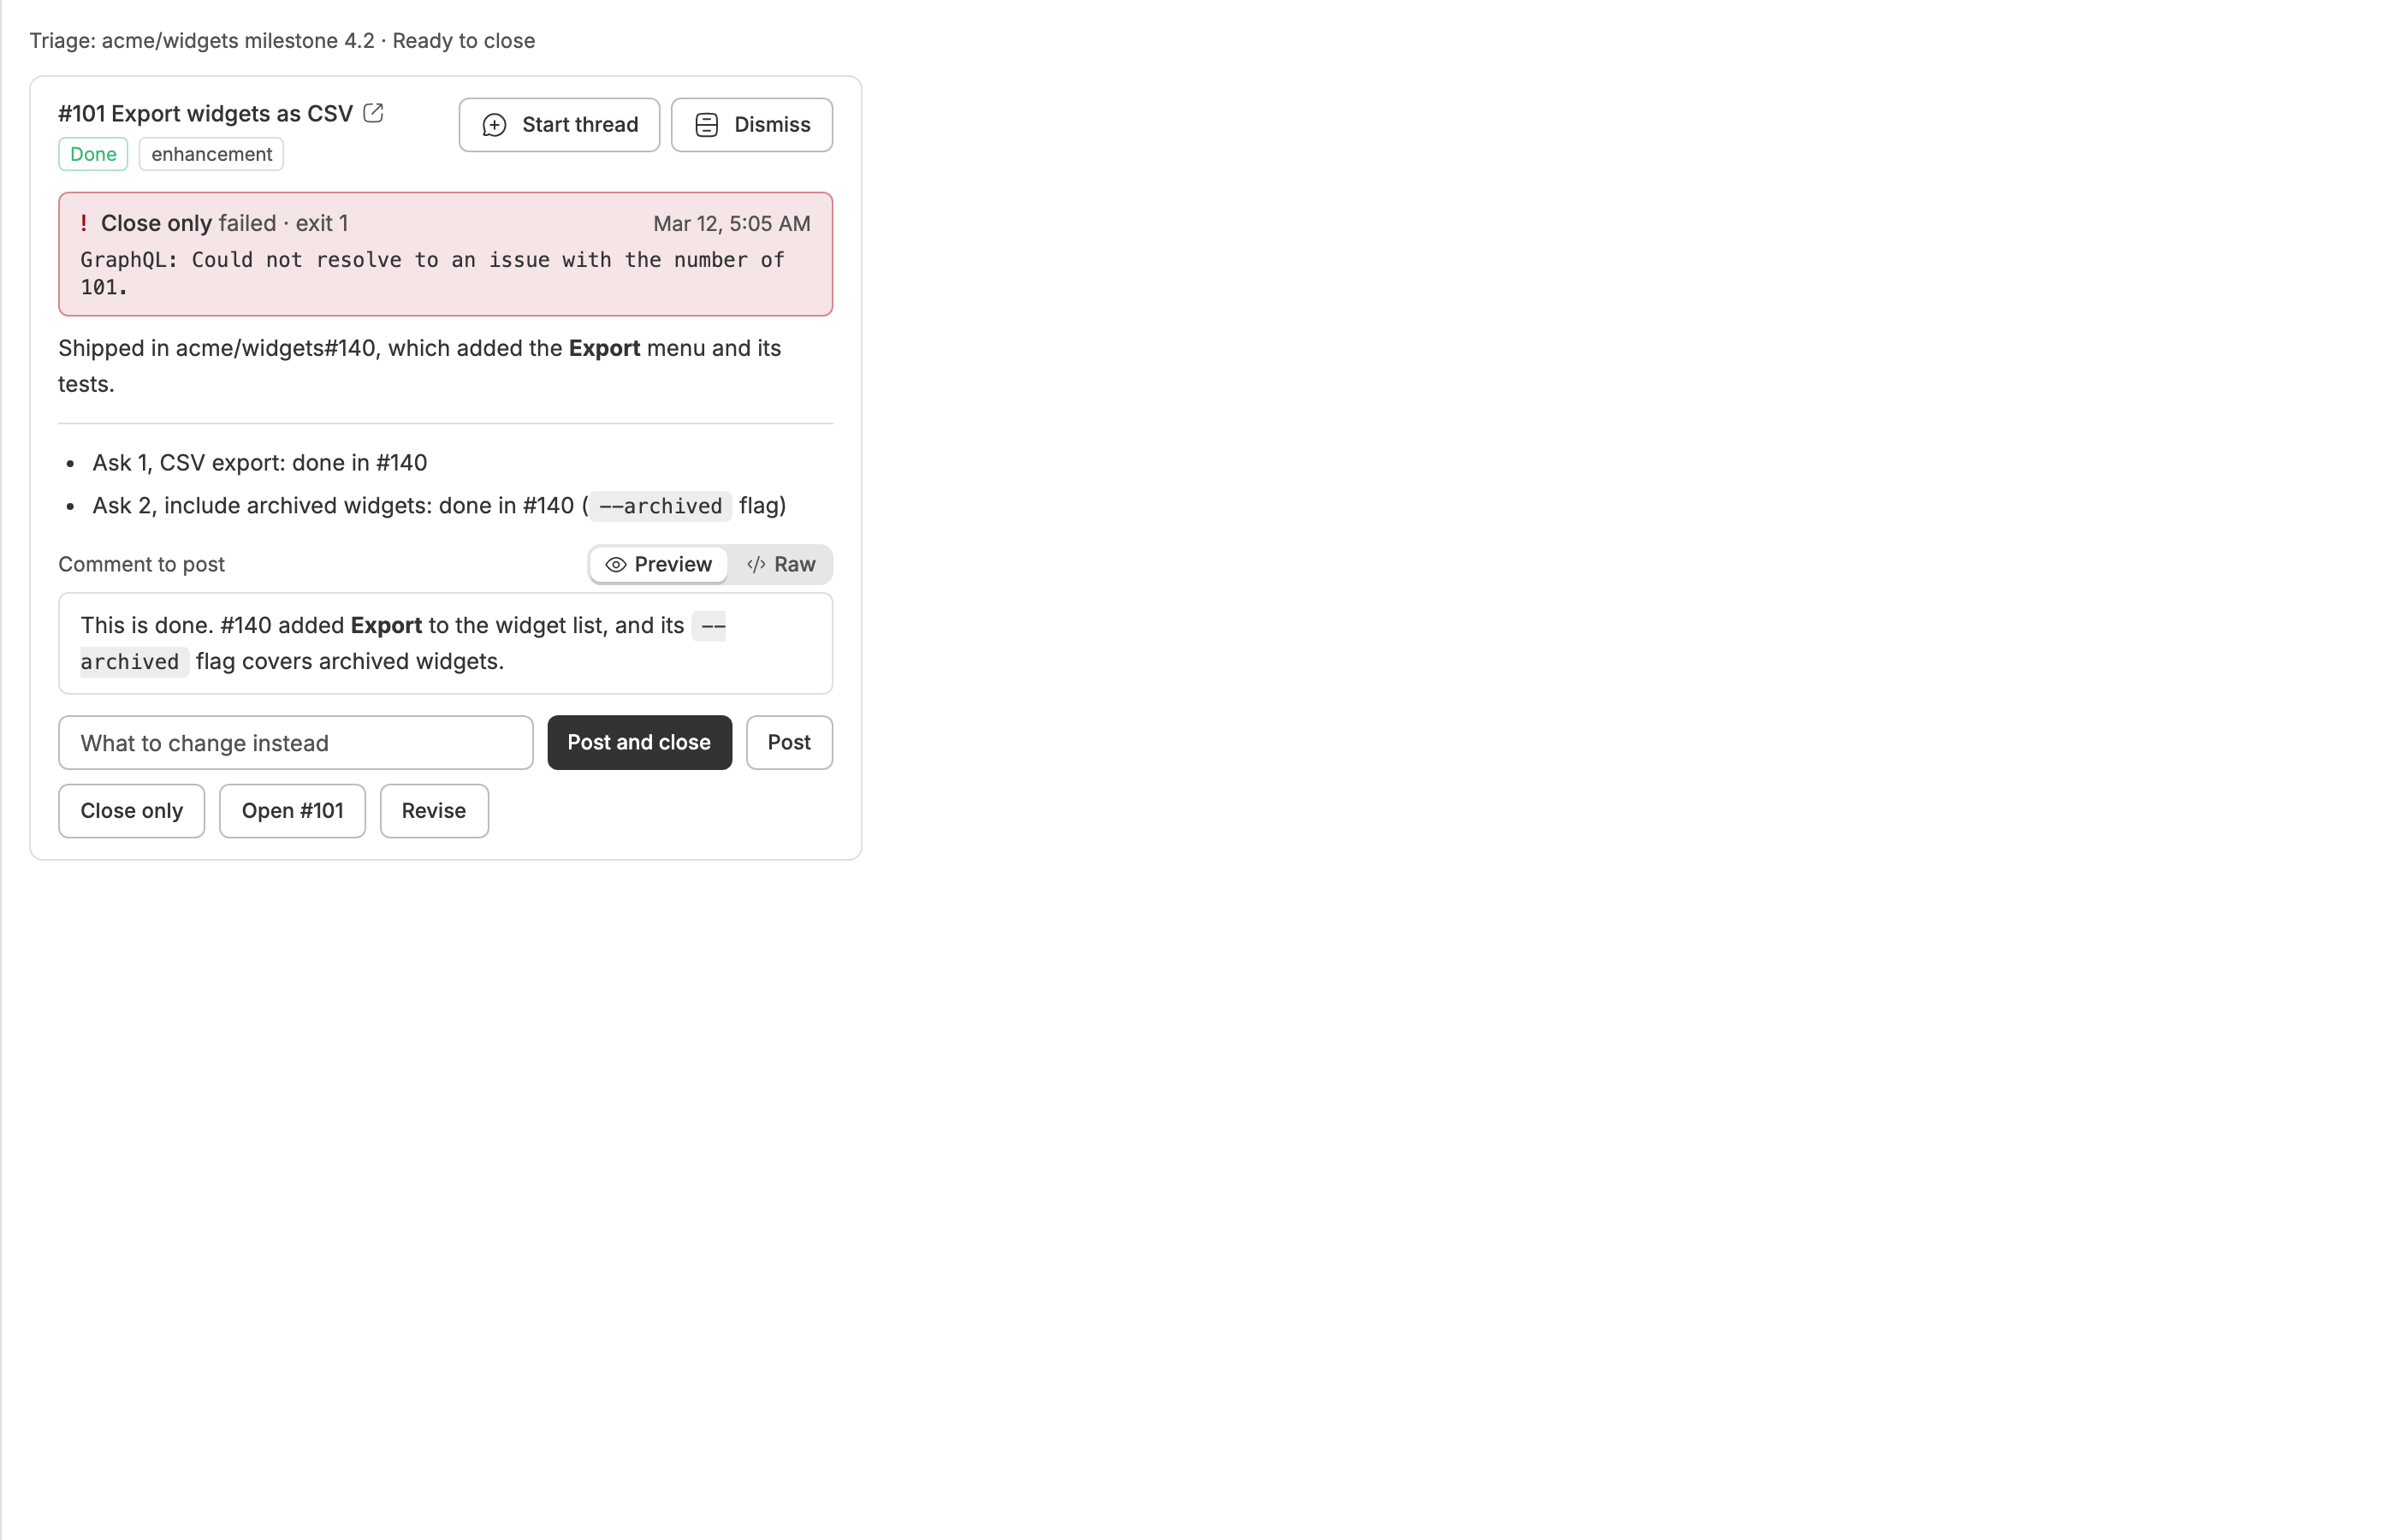 Triage: acme/widgets milestone 4.2 · Ready to close
#101 Export widgets as CSV
Start thread
Dismiss
Done
enhancement
! Close only failed · exit 1
Mar 12, 5:05 AM
GraphQL: Could not resolve to an issue with the number of
101.
Shipped in acme/widgets#140, which added the Export menu and its
tests.
• Ask 1, CSV export: done in #140
• Ask 2, include archived widgets: done in #140 (--archived flag)
Comment to post
Preview
</> Raw
This is done. #140 added Export to the widget list, and its --
archived flag covers archived widgets.
What to change instead
Post and close
Post
Close only
Open #101
Revise